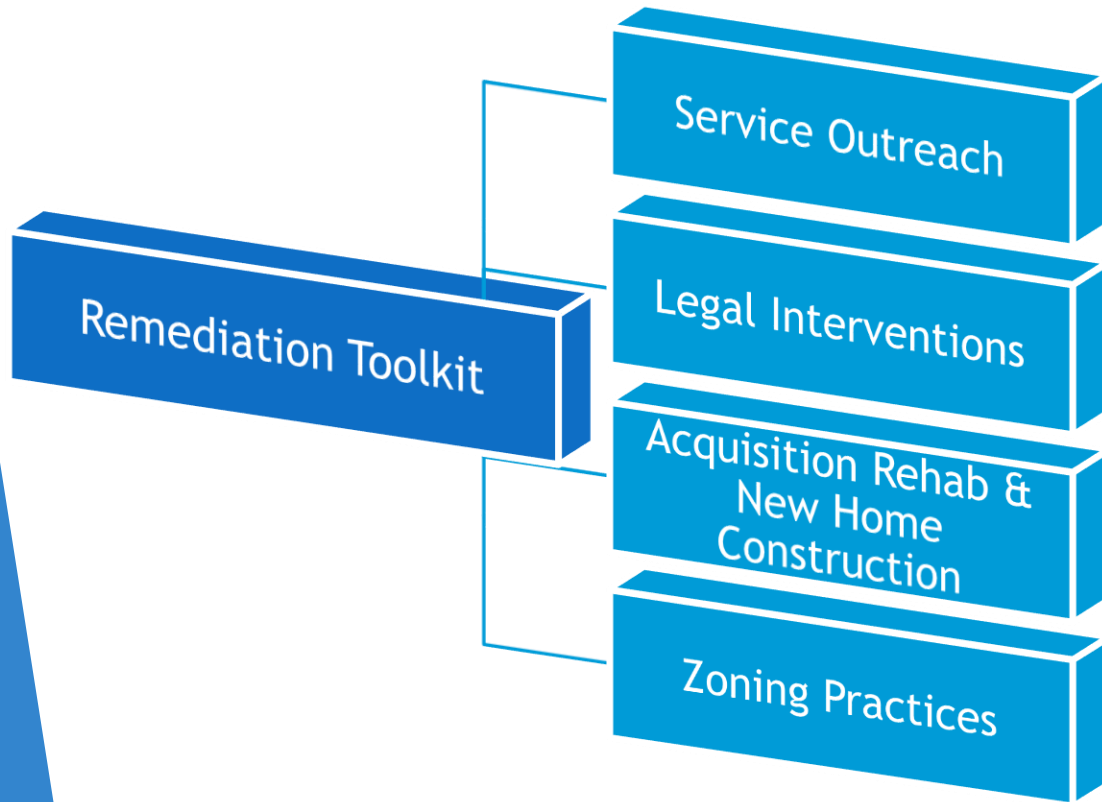 Remediation Toolkit
Service Outreach
Legal Interventions
Acquisition Rehab &
New Home
Construction
Zoning Practices